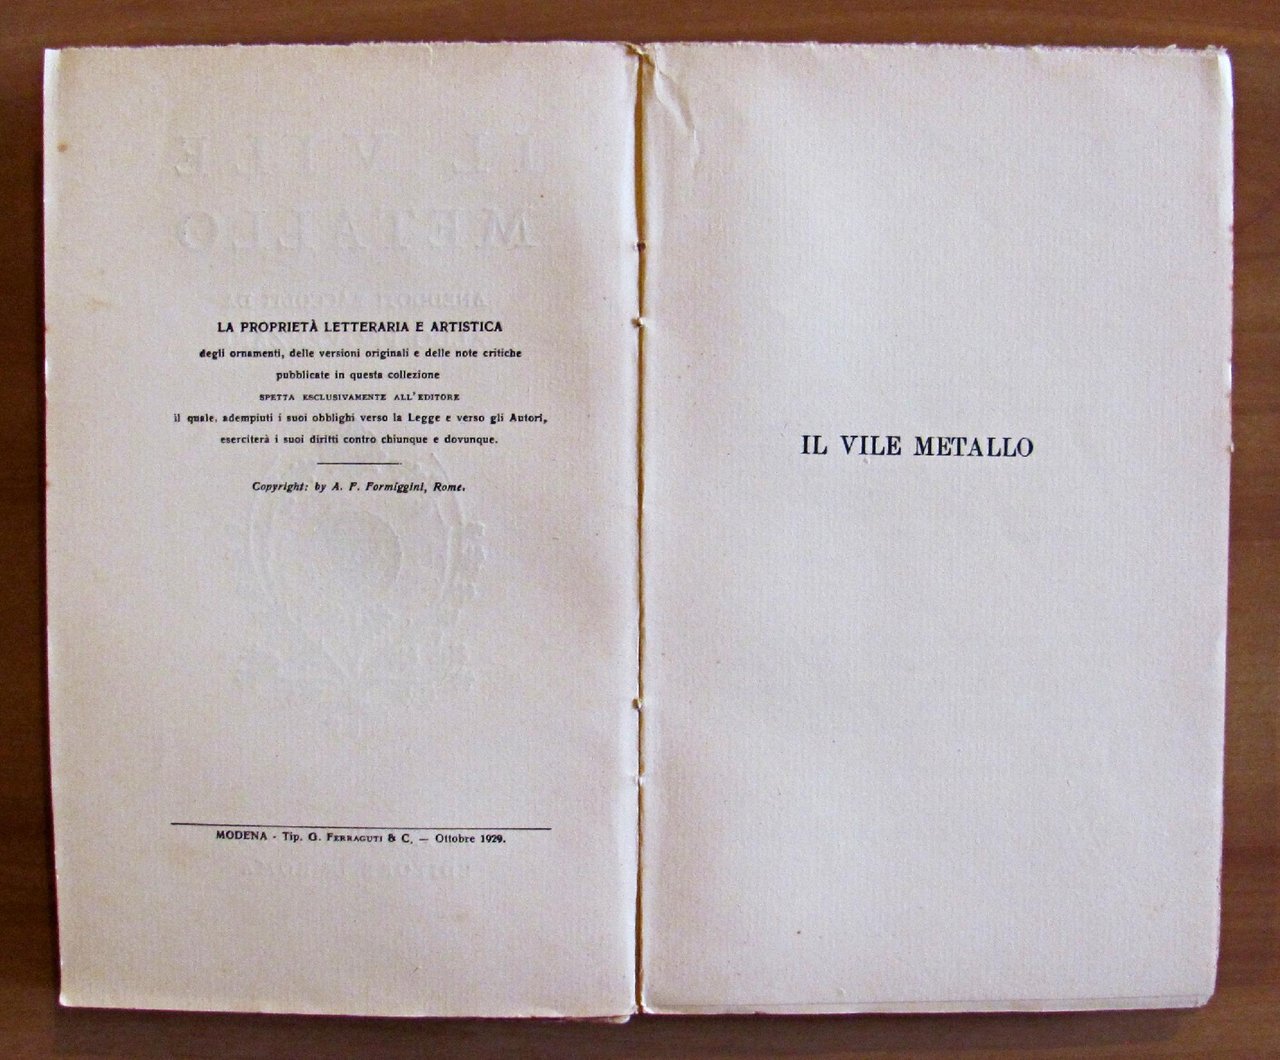 LA PROPRIETÀ LETTERARIA E ARTISTICA
degli ornamenti, delle versioni originali e delle note critiche
pubblicate in questa collezione
SPETTA ESCLUSIVAMENTE ALL'EDITORE
il quale, adempiuti i suoi obblighi verso la Legge e verso gli Autori,
eserciterà i suoi diritti contro chiunque e dovunque.
Copyright: by A. F. Formiggini, Rome.
MODENA - Tip. G. FERRAGUTI & C. — Ottobre 1929.
IL VILE METALLO